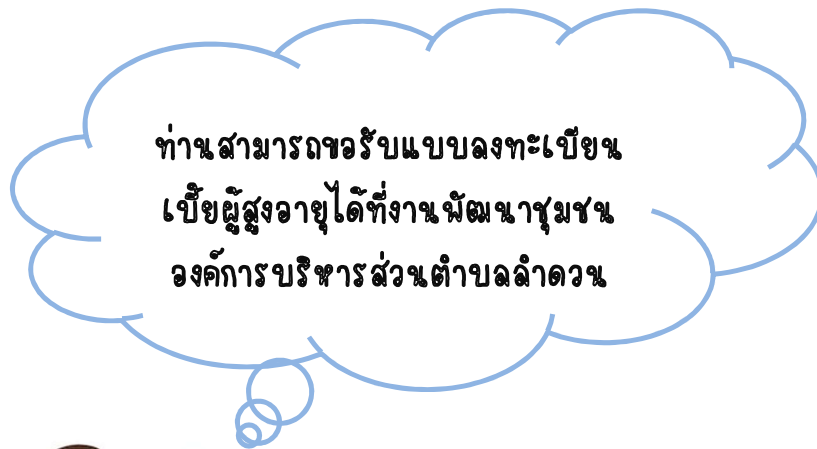 ท่านสามารถขอรับแบบลงทะเบียน
เบี้ยผู้สูงอายุได้ที่งานพัฒนาชุมชน
องค์การบริหารส่วนตำบลลำดวน